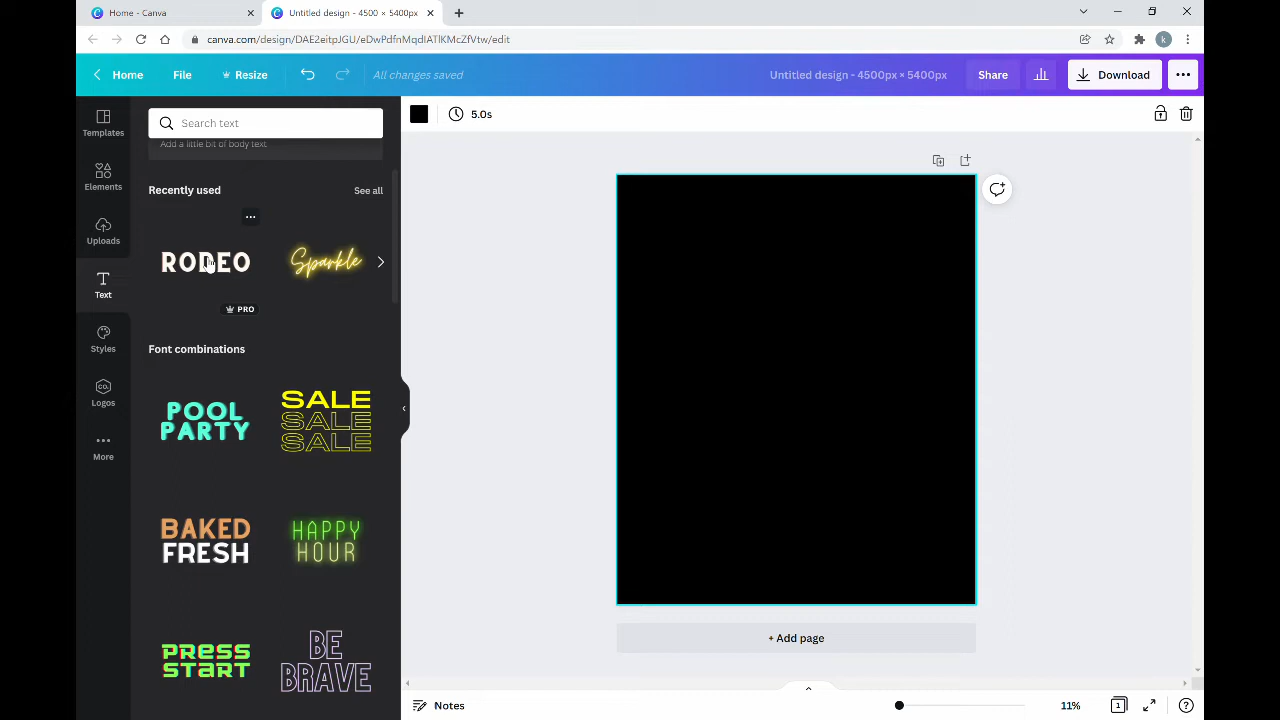 Home - Canva
Untitled design - 4500 × 5400px
canva.com/design/DAE2eitpJGU/eDwPdfnMqdIATlKMcZfVtw/edit
k
Home File Resize All changes saved Untitled design - 4500px × 5400px Share Download
Templates
Elements
Uploads
Text
Styles
CO.
Logos
More
Search text
Add a little bit of body text
Recently used See all
RODEO
PRO
Sparkle
Font combinations
POOL
PARTY
SALE
SALE
SALE
BAKED
FRESH
HAPPY
HOUR
PRESS
START
BE
BRAVE
5.0s
+ Add page
Notes 11% 1